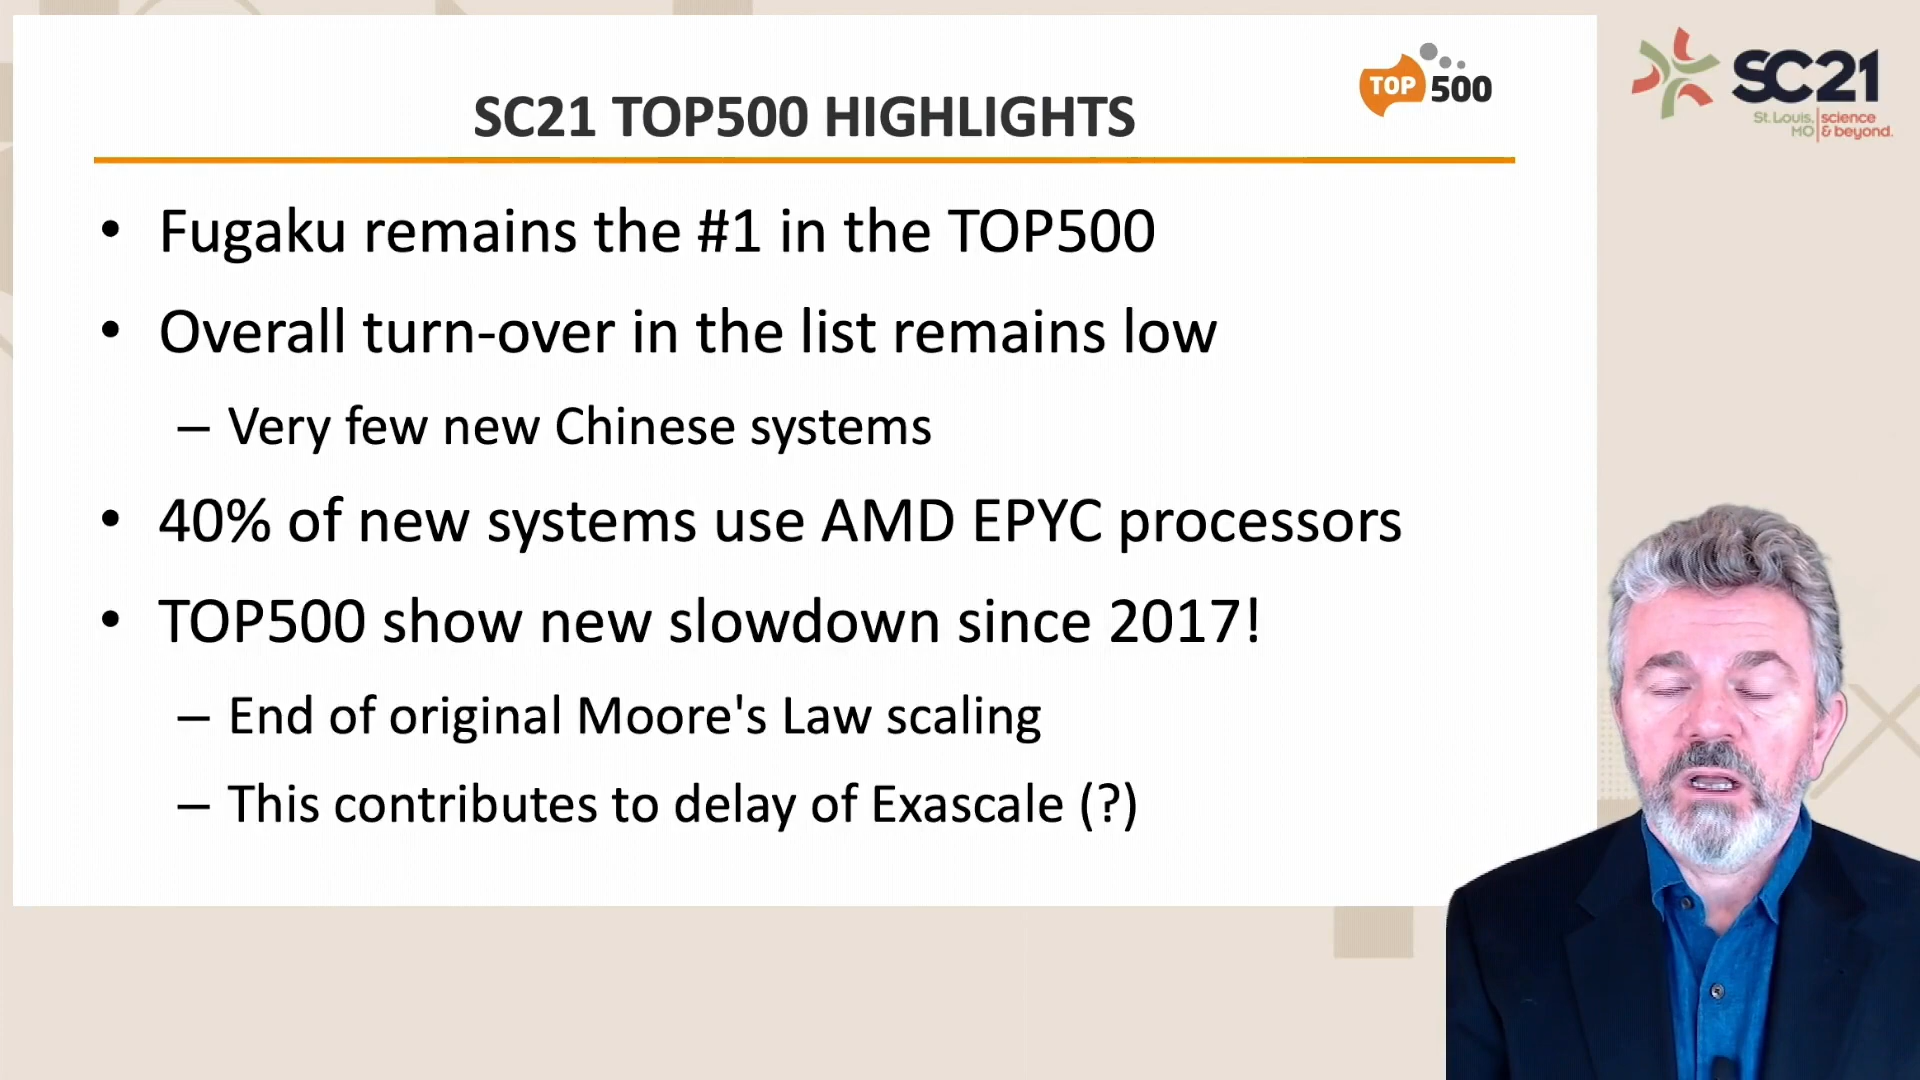 SC21 TOP500 HIGHLIGHTS
TOP 500
SC21
St. Louis, science
MO & beyond.
• Fugaku remains the #1 in the TOP500
• Overall turn-over in the list remains low
– Very few new Chinese systems
• 40% of new systems use AMD EPYC processors
• TOP500 show new slowdown since 2017!
– End of original Moore's Law scaling
– This contributes to delay of Exascale (?)